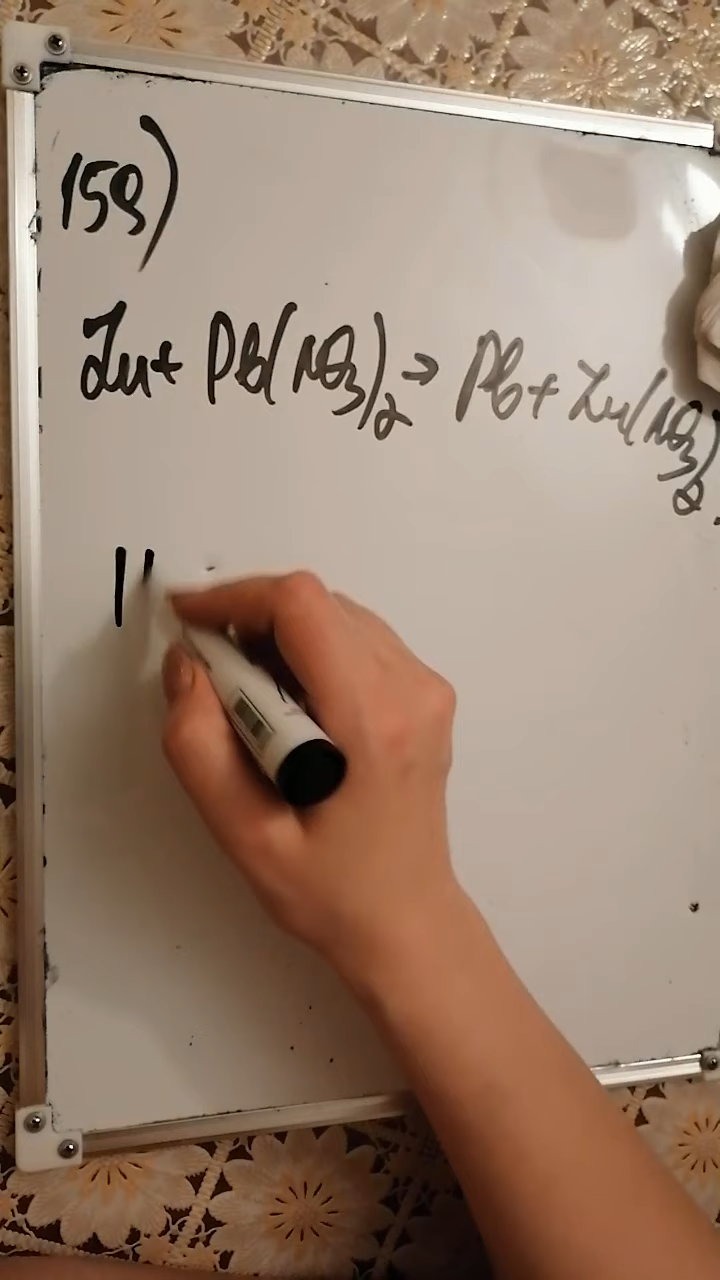 159)
Zn + Pb(NO3)2 → Pb + Zn(NO3)2